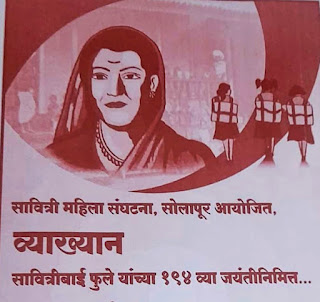 सावित्री महिला संघटना, सोलापूर आयोजित,
व्याख्यान
सावित्रीबाई फुले यांच्या १९४ व्या जयंतीनिमित्त...